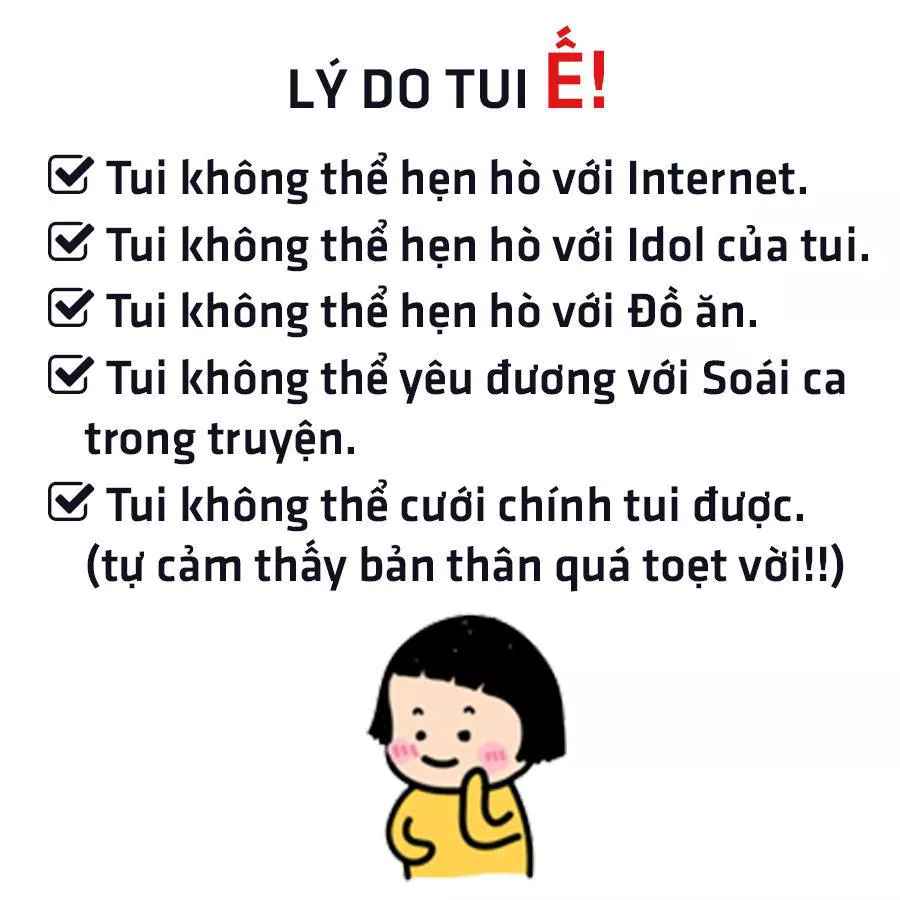 LÝ DO TUI Ế!
Tui không thể hẹn hò với Internet.
Tui không thể hẹn hò với Idol của tui.
Tui không thể hẹn hò với Đồ ăn.
Tui không thể yêu đương với Soái ca
trong truyện.
Tui không thể cưới chính tui được.
(tự cảm thấy bản thân quá toẹt vời!!)